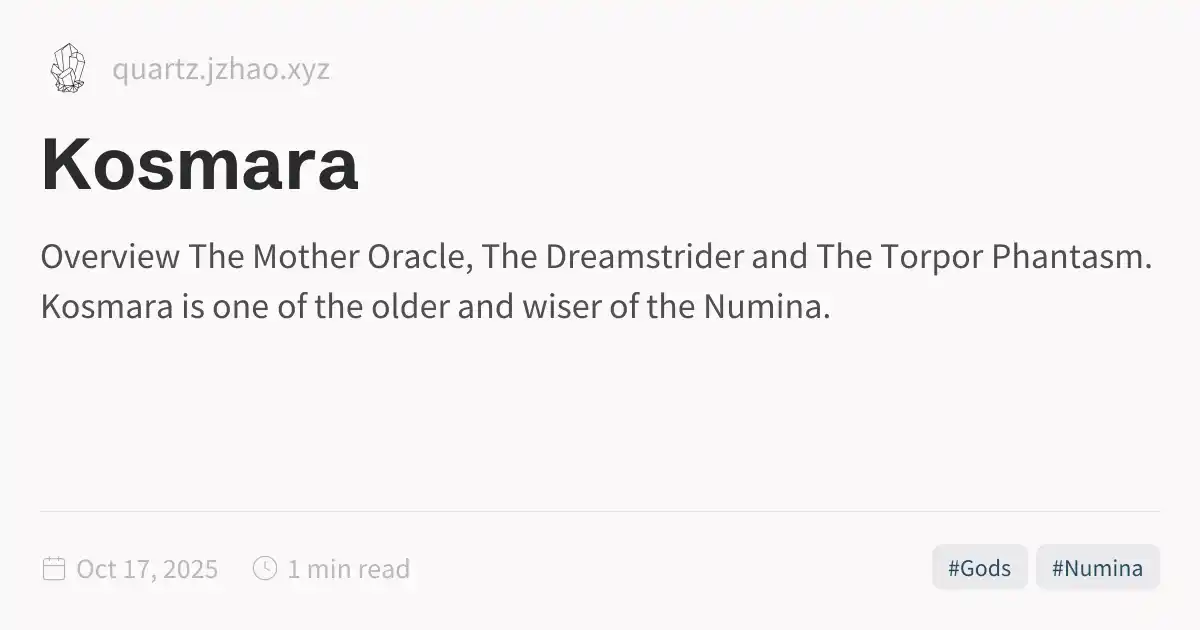 quartz.jzhao.xyz
Kosmara
Overview The Mother Oracle, The Dreamstrider and The Torpor Phantasm.
Kosmara is one of the older and wiser of the Numina.
Oct 17, 2025 1 min read #Gods #Numina